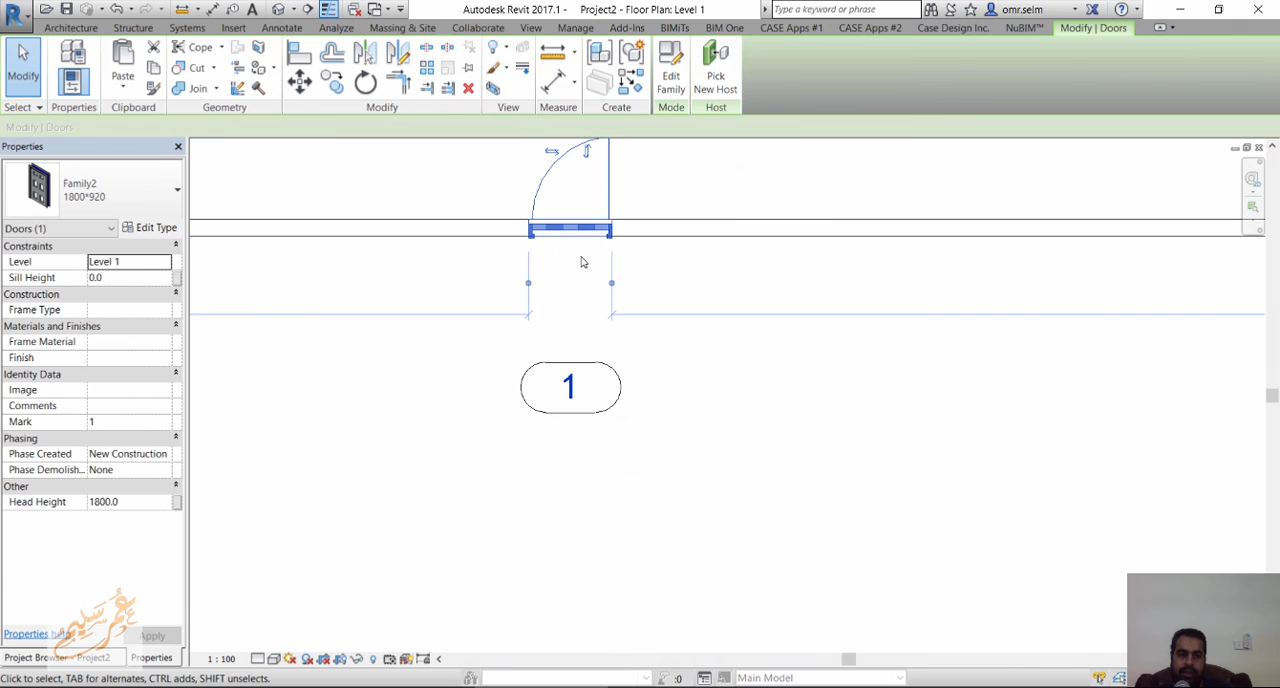 Autodesk Revit 2017.1 - Project2 - Floor Plan: Level 1
Type a keyword or phrase
omr.selm
Architecture Structure Systems Insert Annotate Analyze Massing & Site Collaborate View Manage Add-Ins BIMiTs BIM One CASE Apps #1 CASE Apps #2 Case Design Inc. NuBIM™ Modify | Doors
Modify Paste Cope Cut Join Edit Family Pick New Host
Select Properties Clipboard Geometry Modify View Measure Create Mode Host
Modify | Doors
Properties
Family2
1800*920
Doors (1) Edit Type
Constraints
Level Level 1
Sill Height 0.0
Construction
Frame Type
Materials and Finishes
Frame Material
Finish
Identity Data
Image
Comments
Mark 1
Phasing
Phase Created New Construction
Phase Demolish... None
Other
Head Height 1800.0
1
عمر سليم
Properties help Apply
Project Browser - Project2 Properties
1 : 100
Click to select, TAB for alternates, CTRL adds, SHIFT unselects.
:0
Main Model